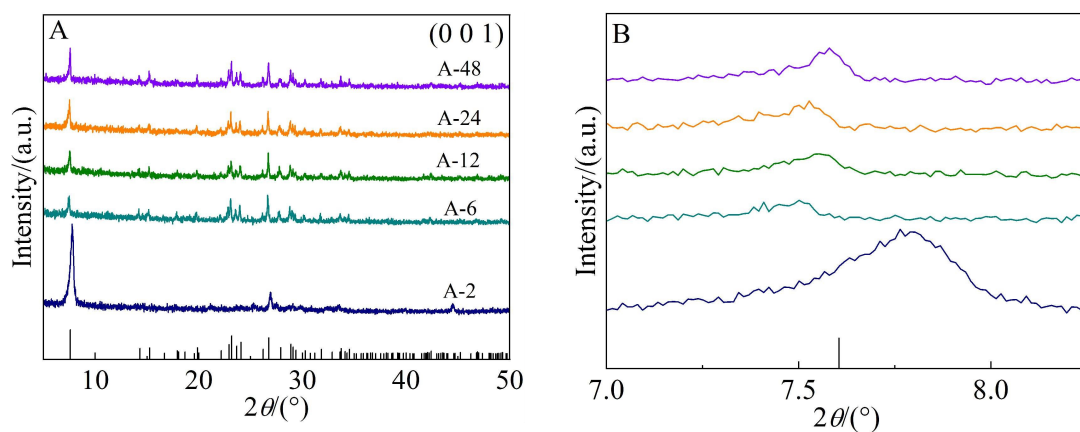 A
(0 0 1)
A-48
A-24
A-12
A-6
A-2
Intensity/(a.u.)
10 20 30 40 50
2θ/(°)
B
Intensity/(a.u.)
7.0 7.5 8.0
2θ/(°)